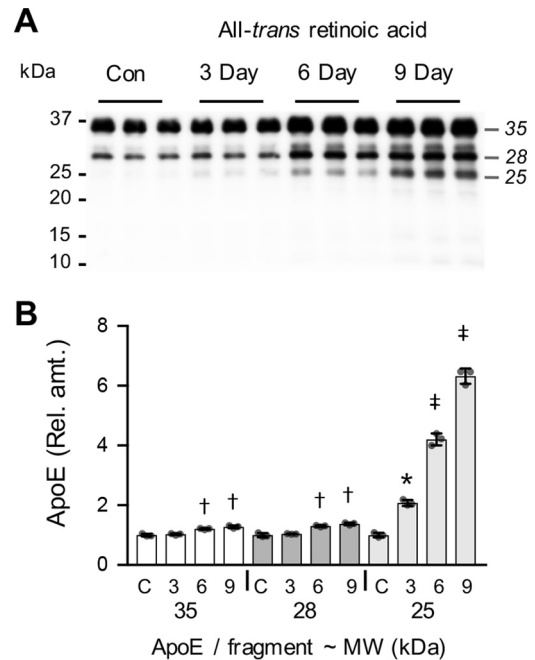 A
All-trans retinoic acid
kDa Con 3 Day 6 Day 9 Day
37 35
28
25 25
20
15
10
B
8
‡
6
‡
ApoE (Rel. amt.)
4
*
† † † †
2
0
C 3 6 9 C 3 6 9 C 3 6 9
35 28 25
ApoE / fragment ~ MW (kDa)